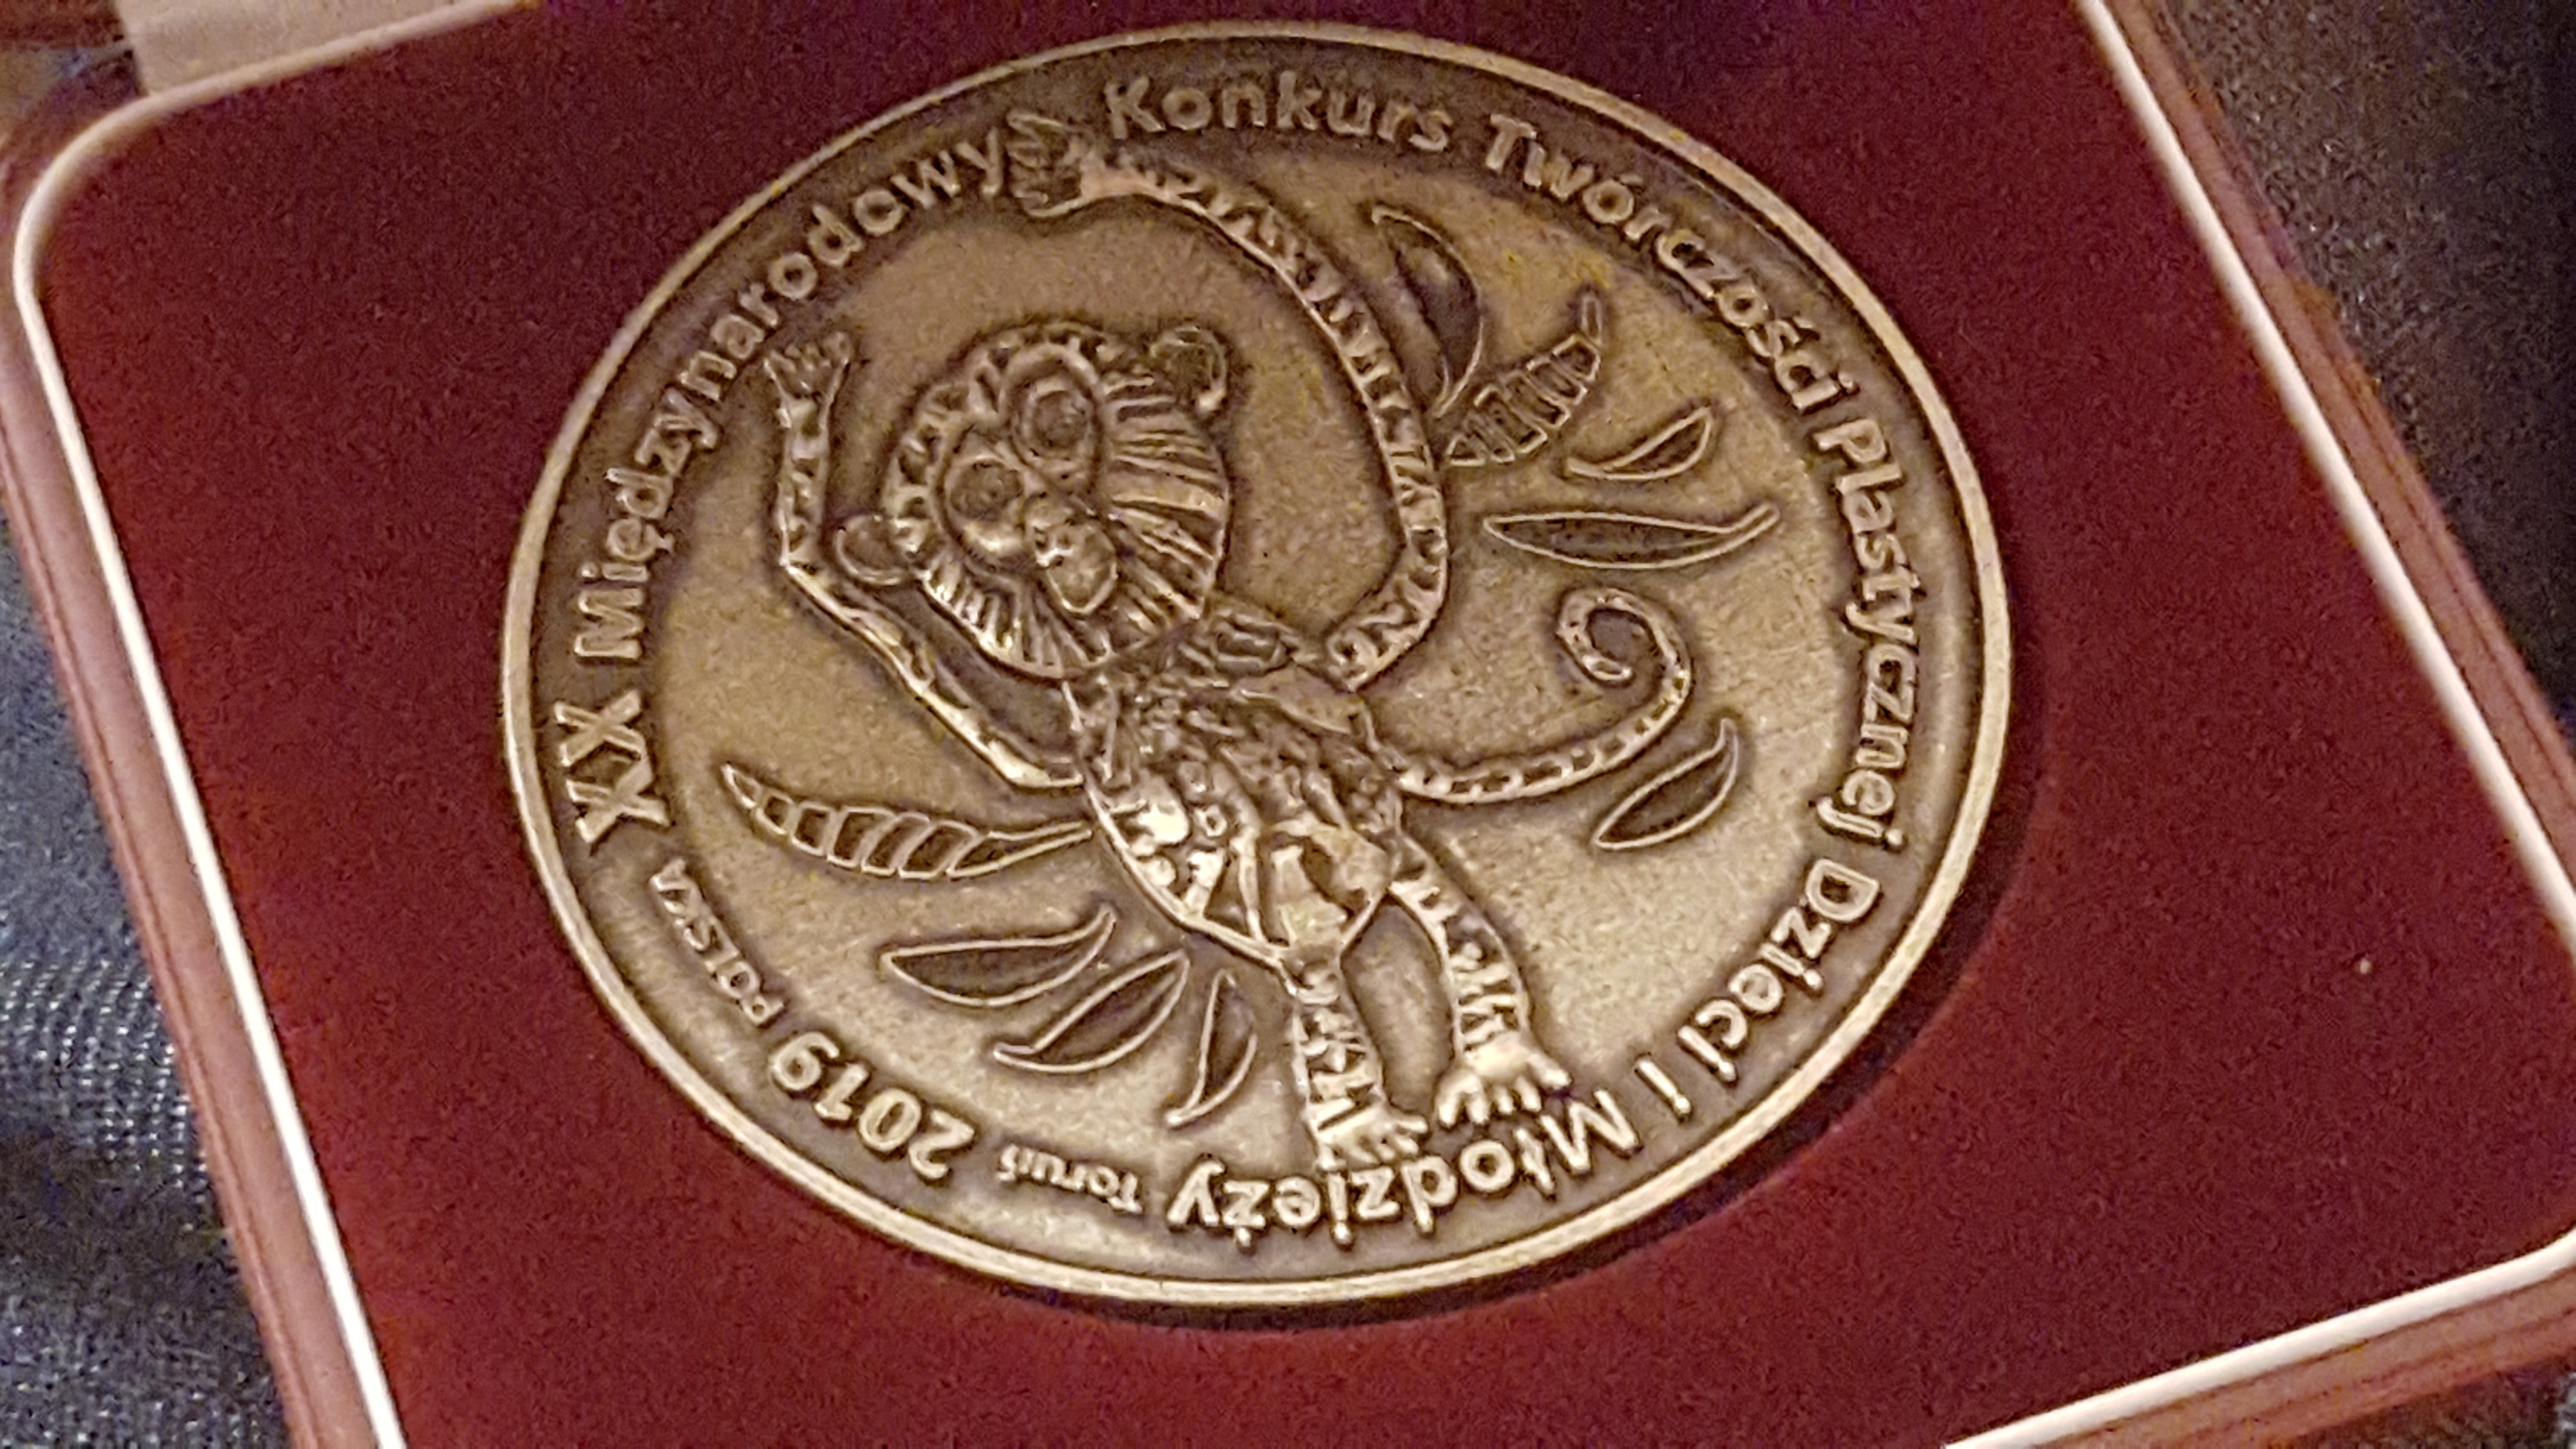 XX Międzynarodowy Konkurs Twórczości Plastycznej Dzieci i Młodzieży Toruń 2019 POLSKA